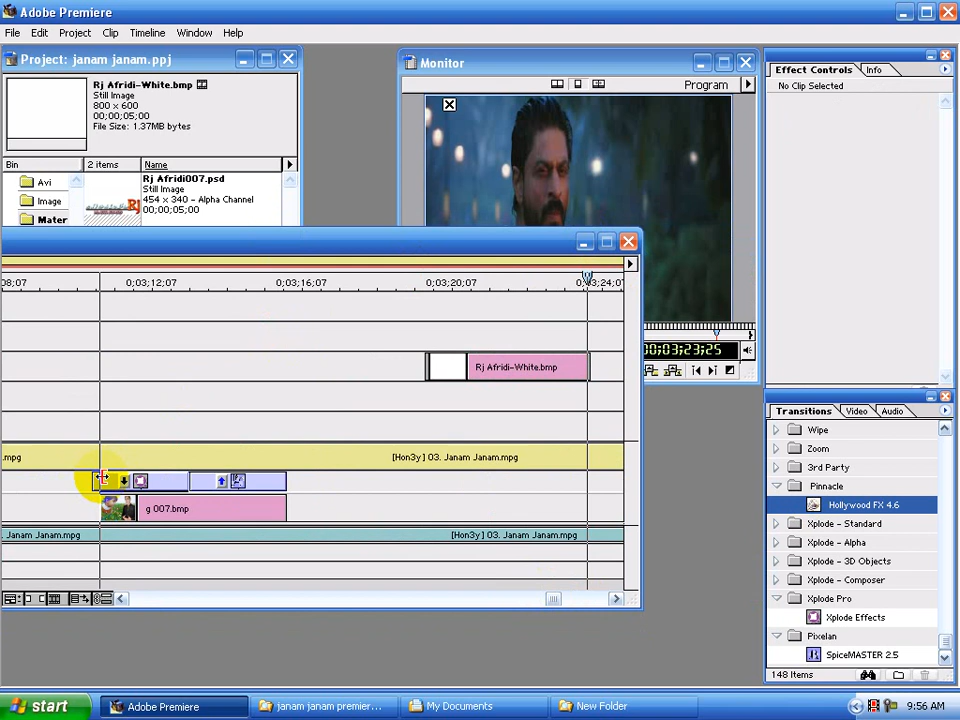 Adobe Premiere
File Edit Project Clip Timeline Window Help
Project: janam janam.ppj
Rj Afridi-White.bmp
Still Image
800 x 600
00;00;05;00
File Size: 1.37MB bytes
Bin 2 items Name
Avi
Image
Mater
Rj Afridi007.psd
Still Image
454 x 340 - Alpha Channel
00;00;05;00
Monitor
Program
00;03;23;25
Effect Controls Info
No Clip Selected
08;07 0;03;12;07 0;03;16;07 0;03;20;07 0;03;24;07
Rj Afridi-White.bmp
.mpg [Hon3y] 03. Janam Janam.mpg
g 007.bmp
. Janam Janam.mpg [Hon3y] 03. Janam Janam.mpg
Transitions Video Audio
Wipe
Zoom
3rd Party
Pinnacle
Hollywood FX 4.6
Xplode - Standard
Xplode - Alpha
Xplode - 3D Objects
Xplode - Composer
Xplode Pro
Xplode Effects
Pixelan
SpiceMASTER 2.5
148 Items
start Adobe Premiere janam janam premier... My Documents New Folder 9:56 AM